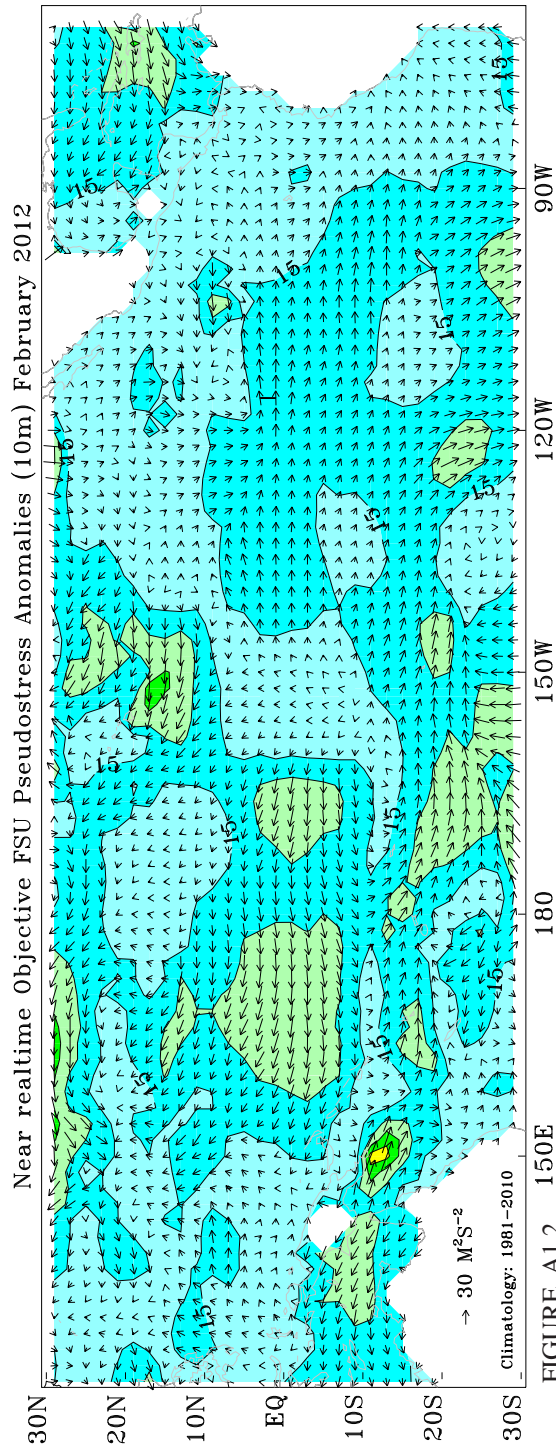 Near realtime Objective FSU Pseudostress Anomalies (10m) February 2012
30N
20N
10N
EQ
10S
20S
30S
15
15
15
15
15
15
15
15
15
15
15
15
15
15
1
→ 30 M²S⁻²
Climatology: 1981-2010
150E
180
150W
120W
90W
FIGURE A1.2